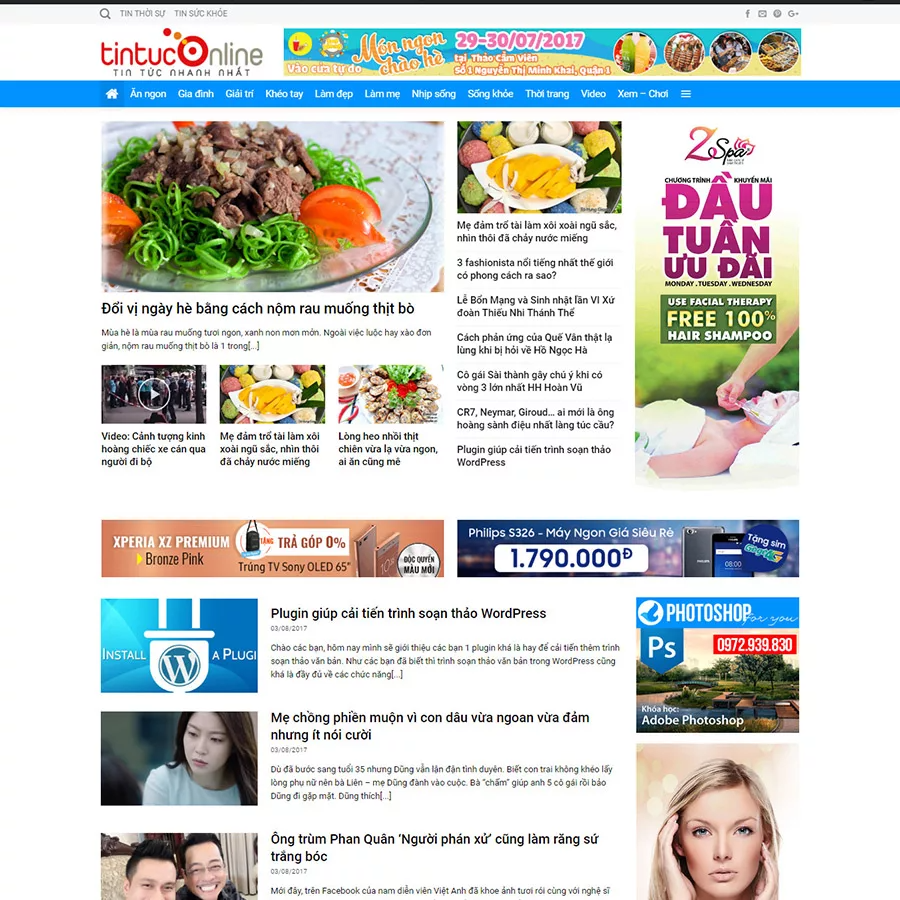 TIN THỜI SỰ TIN SỨC KHỎE
tintuconline
TIN TỨC NHANH NHẤT
Vào cửa tự do
Món ngon
chào hè
29-30/07/2017
tại Thảo Cầm Viên
Số 1 Nguyễn Thị Minh Khai, Quận 1
Ăn ngon Gia đình Giải trí Khéo tay Làm đẹp Làm mẹ Nhịp sống Sống khỏe Thời trang Video Xem – Chơi
Đổi vị ngày hè bằng cách nộm rau muống thịt bò
Mùa hè là mùa rau muống tươi ngon, xanh non mơn mởn. Ngoài việc luộc hay xào đơn
giản, nộm rau muống thịt bò là 1 trong[...]
Video: Cảnh tượng kinh
hoàng chiếc xe cán qua
người đi bộ
Mẹ đảm trổ tài làm xôi
xoài ngũ sắc, nhìn thôi
đã chảy nước miếng
Lòng heo nhồi thịt
chiên vừa lạ vừa ngon,
ai ăn cũng mê
Mẹ đảm trổ tài làm xôi xoài ngũ sắc,
nhìn thôi đã chảy nước miếng
3 fashionista nổi tiếng nhất thế giới
có phong cách ra sao?
Lễ Bổn Mạng và Sinh nhật lần VI Xứ
đoàn Thiếu Nhi Thánh Thể
Cách phản ứng của Quế Vân thật lạ
lùng khi bị hỏi về Hồ Ngọc Hà
Cô gái Sài thành gây chú ý khi có
vòng 3 lớn nhất HH Hoàn Vũ
CR7, Neymar, Giroud... ai mới là ông
hoàng sành điệu nhất làng túc cầu?
Plugin giúp cải tiến trình soạn thảo
WordPress
Z Spa
CHƯƠNG TRÌNH KHUYẾN MÃI
ĐẦU
TUẦN
ƯU ĐÃI
MONDAY . TUESDAY . WEDNESDAY
USE FACIAL THERAPY
FREE 100%
HAIR SHAMPOO
XPERIA XZ PREMIUM
Bronze Pink
TẶNG
TRẢ GÓP 0%
Trúng TV Sony OLED 65"
ĐỘC QUYỀN
MÀU MỚI
Philips S326 - Máy Ngon Giá Siêu Rẻ
1.790.000Đ
08:00
Tặng sim
Plugin giúp cải tiến trình soạn thảo WordPress
03/08/2017
Chào các bạn, hôm nay mình sẽ giới thiệu các bạn 1 plugin khá là hay để cải tiến thêm trình
soạn thảo văn bản. Như các bạn đã biết thì trình soạn thảo văn bản trong WordPress cũng
khá là đầy đủ về các chức năng[...]
INSTALL A PLUGI
Mẹ chồng phiền muộn vì con dâu vừa ngoan vừa đảm
nhưng ít nói cười
03/08/2017
Dù đã bước sang tuổi 35 nhưng Dũng vẫn lận đận tình duyên. Biết con trai không khéo lấy
lòng phụ nữ nên bà Liên – mẹ Dũng đành vào cuộc. Bà “chấm” giúp anh 5 cô gái rồi bảo
Dũng đi gặp mặt. Dũng thích[...]
Ông trùm Phan Quân ‘Người phán xử’ cũng làm răng sứ
trắng bóc
03/08/2017
Mới đây, trên Facebook của nam diễn viên Việt Anh đã khoe ảnh tươi rói cùng với nghệ sĩ
PHOTOSHOP
for you
Ps
0972.939.830
Khóa học:
Adobe Photoshop